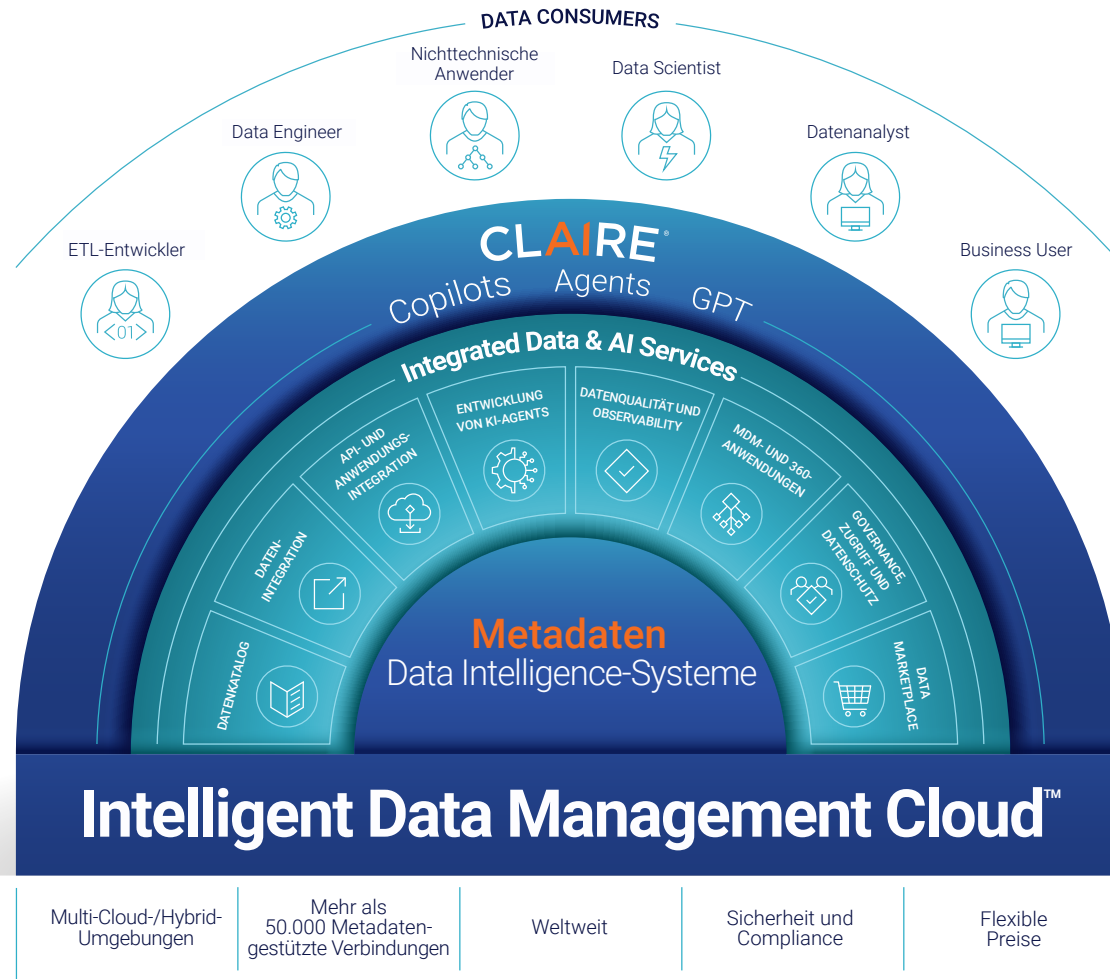 DATA CONSUMERS
Nichttechnische
Anwender
Data Scientist
Data Engineer
Datenanalyst
ETL-Entwickler
Business User
<01>
CLAIRE®
Copilots Agents GPT
Integrated Data & AI Services
DATENKATALOG
DATEN-
INTEGRATION
API- UND
ANWENDUNGS-
INTEGRATION
ENTWICKLUNG
VON KI-AGENTS
DATENQUALITÄT UND
OBSERVABILITY
MDM- UND 360-
ANWENDUNGEN
GOVERNANCE,
ZUGRIFF UND
DATENSCHUTZ
DATA
MARKETPLACE
Metadaten
Data Intelligence-Systeme
Intelligent Data Management Cloud™
Multi-Cloud-/Hybrid-
Umgebungen
Mehr als
50.000 Metadaten-
gestützte Verbindungen
Weltweit
Sicherheit und
Compliance
Flexible
Preise